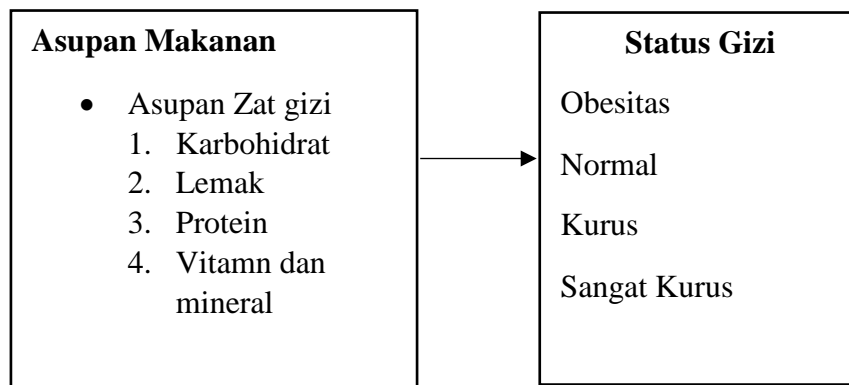 Asupan Makanan
• Asupan Zat gizi
1. Karbohidrat
2. Lemak
3. Protein
4. Vitamn dan
mineral
Status Gizi
Obesitas
Normal
Kurus
Sangat Kurus